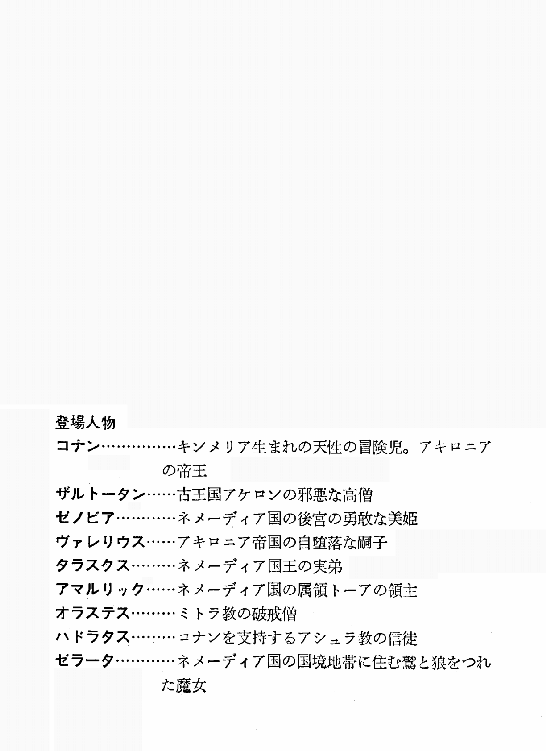 登場人物
コナン……………キンメリア生まれの天性の冒険児。アキロニア
の帝王
ザルトータン……古王国アケロンの邪悪な高僧
ゼノビア…………ネメーディア国の後宮の勇敢な美姫
ヴァレリウス……アキロニア帝国の自堕落な嗣子
タラスクス………ネメーディア国王の実弟
アマルリック……ネメーディア国の属領トーアの領主
オラステス………ミトラ教の破戒僧
ハドラタス………コナンを支持するアシュラ教の信徒
ゼラータ…………ネメーディア国の国境地帯に住む鷲と狼をつれ
た魔女